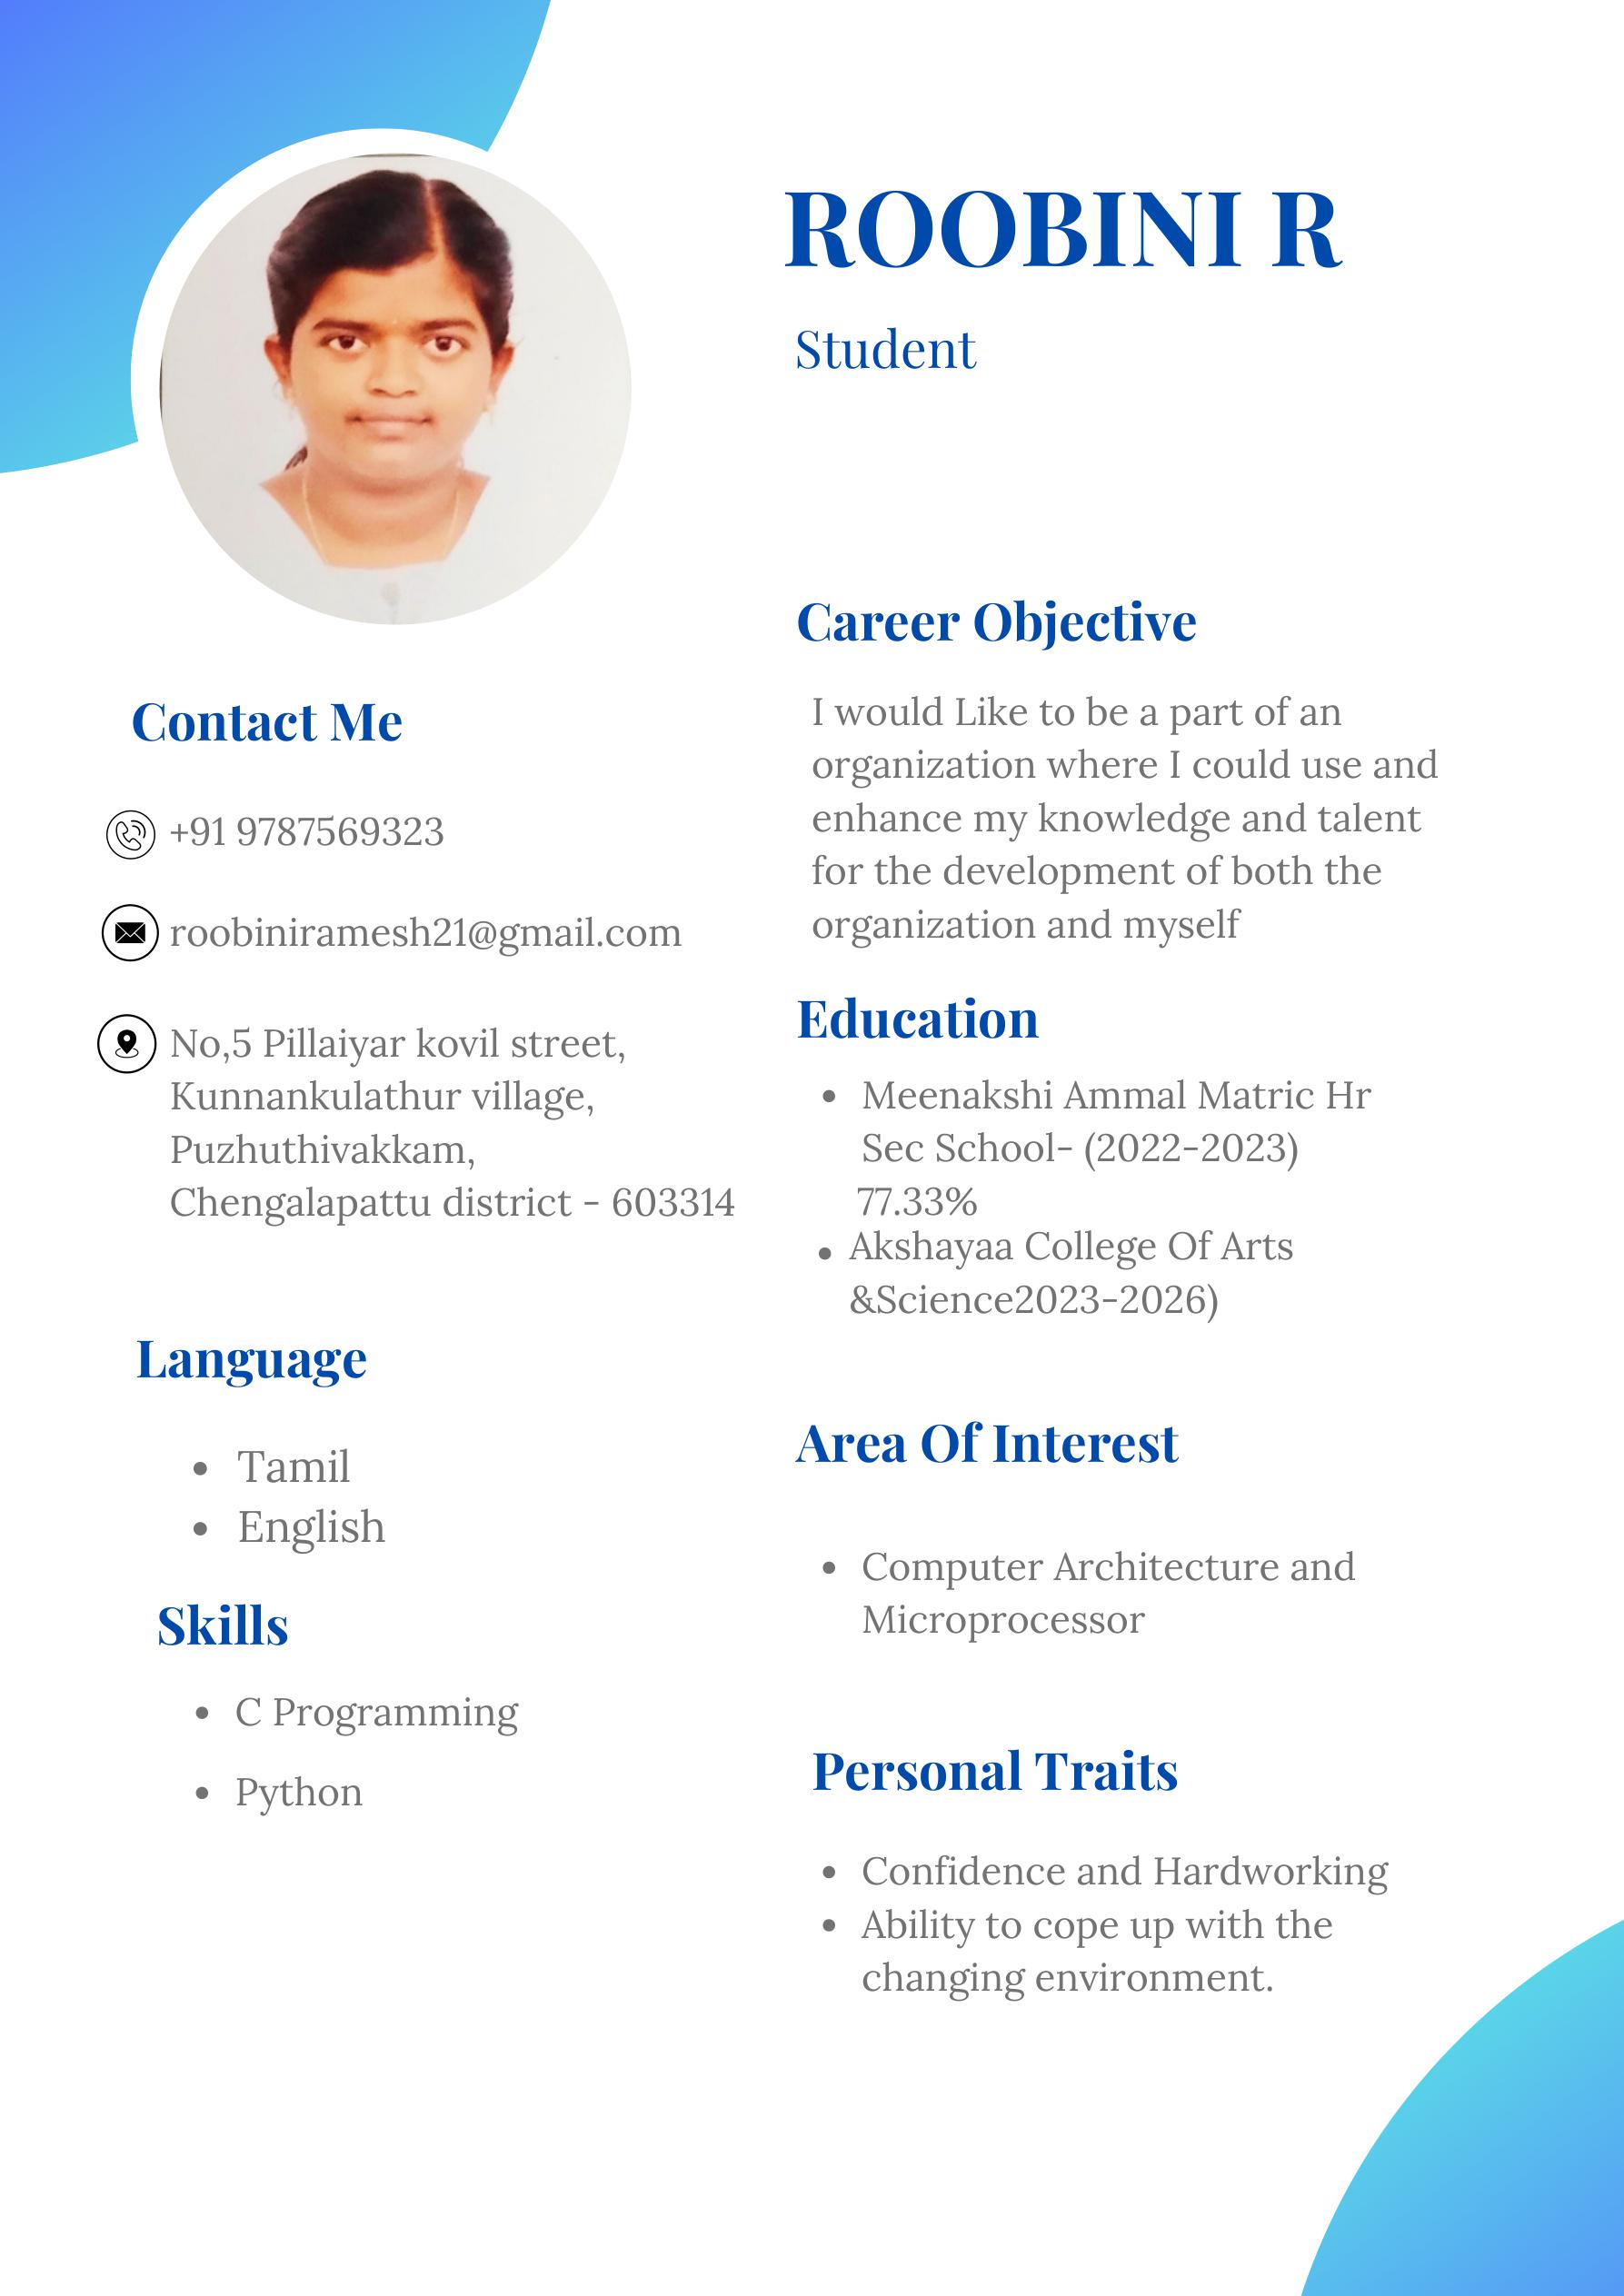 ROOBINI R
Student
Contact Me
+91 9787569323
roobiniramesh21@gmail.com
No,5 Pillaiyar kovil street,
Kunnankulathur village,
Puzhuthivakkam,
Chengalapattu district - 603314
Language
• Tamil
• English
Skills
• C Programming
• Python
Career Objective
I would Like to be a part of an
organization where I could use and
enhance my knowledge and talent
for the development of both the
organization and myself
Education
• Meenakshi Ammal Matric Hr
Sec School- (2022-2023)
77.33%
• Akshayaa College Of Arts
&Science2023-2026)
Area Of Interest
• Computer Architecture and
Microprocessor
Personal Traits
• Confidence and Hardworking
• Ability to cope up with the
changing environment.